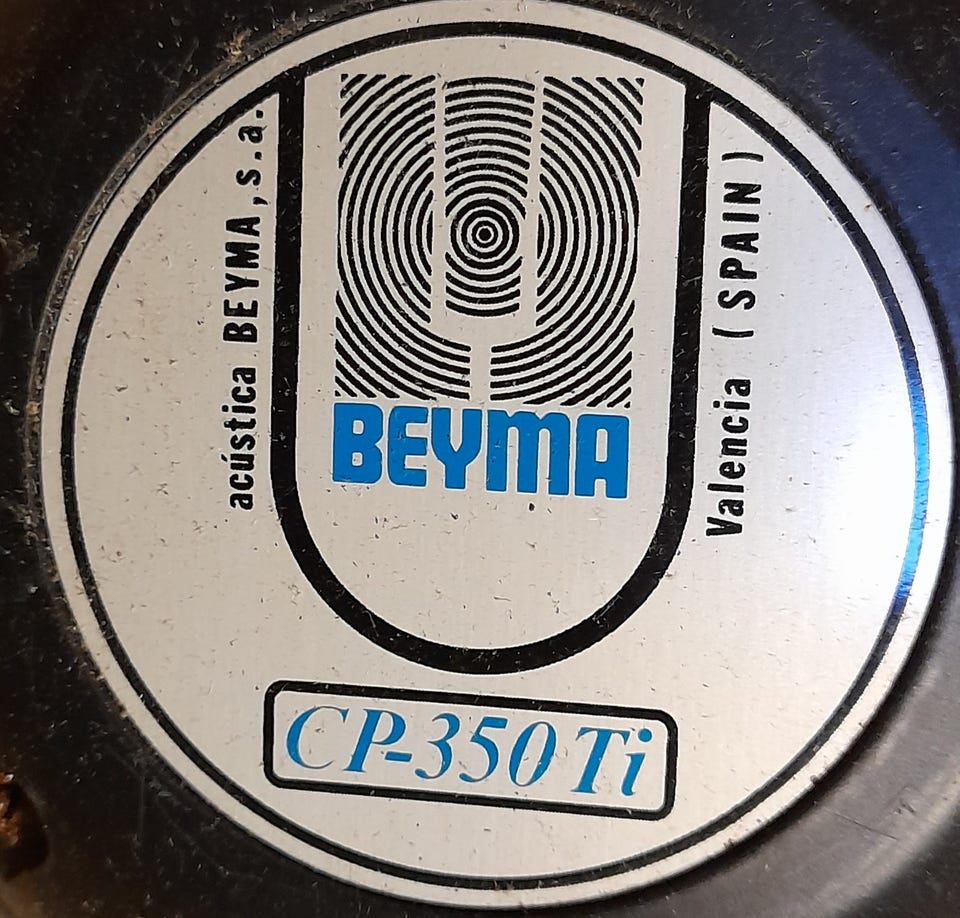 acústica BEYMA, s.a.
BEYMA
Valencia (SPAIN)
CP-350 Ti